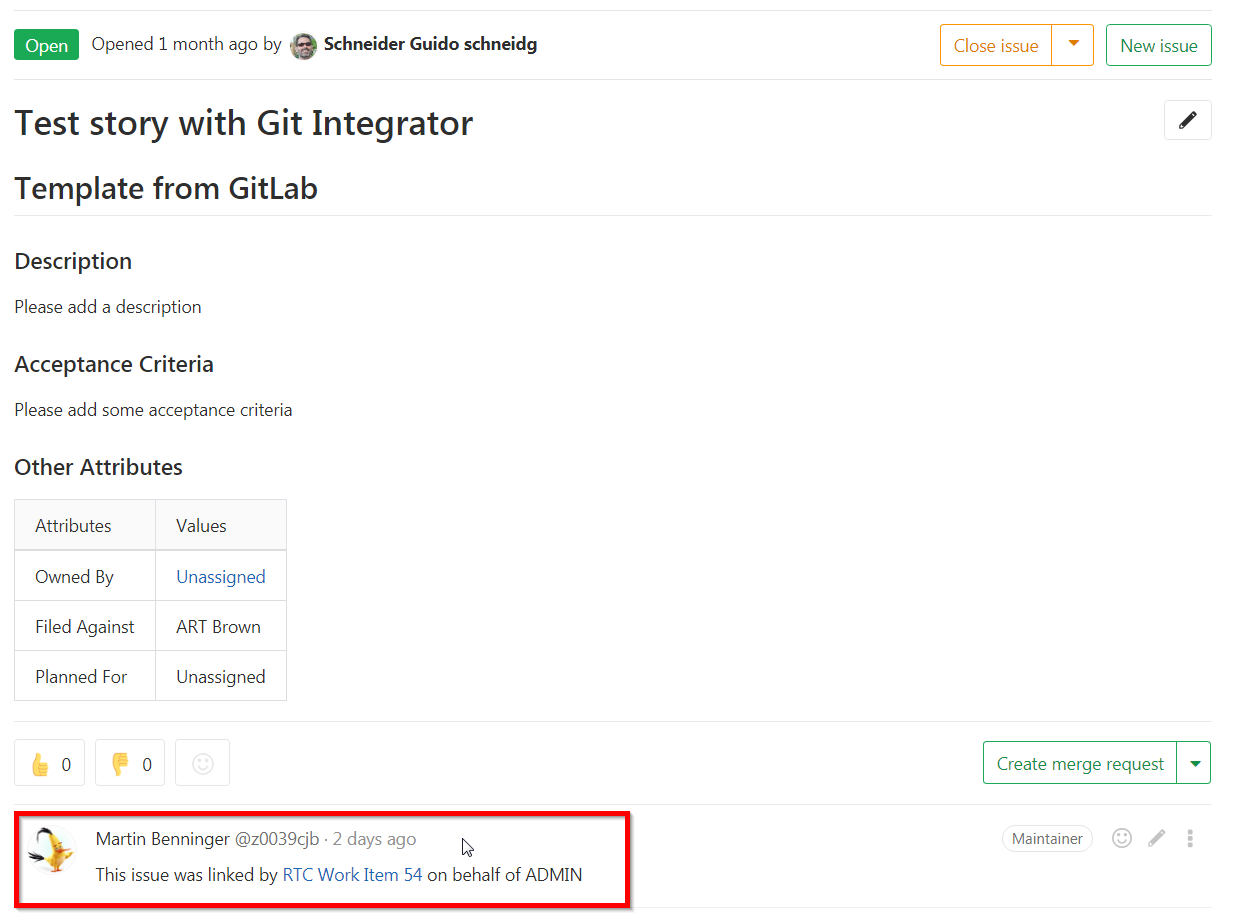 Open Opened 1 month ago by Schneider Guido schneidg Close issue New issue
Test story with Git Integrator
Template from GitLab
Description
Please add a description
Acceptance Criteria
Please add some acceptance criteria
Other Attributes
Attributes Values
Owned By Unassigned
Filed Against ART Brown
Planned For Unassigned
0 0 Create merge request
Martin Benninger @z0039cjb · 2 days ago Maintainer
This issue was linked by RTC Work Item 54 on behalf of ADMIN